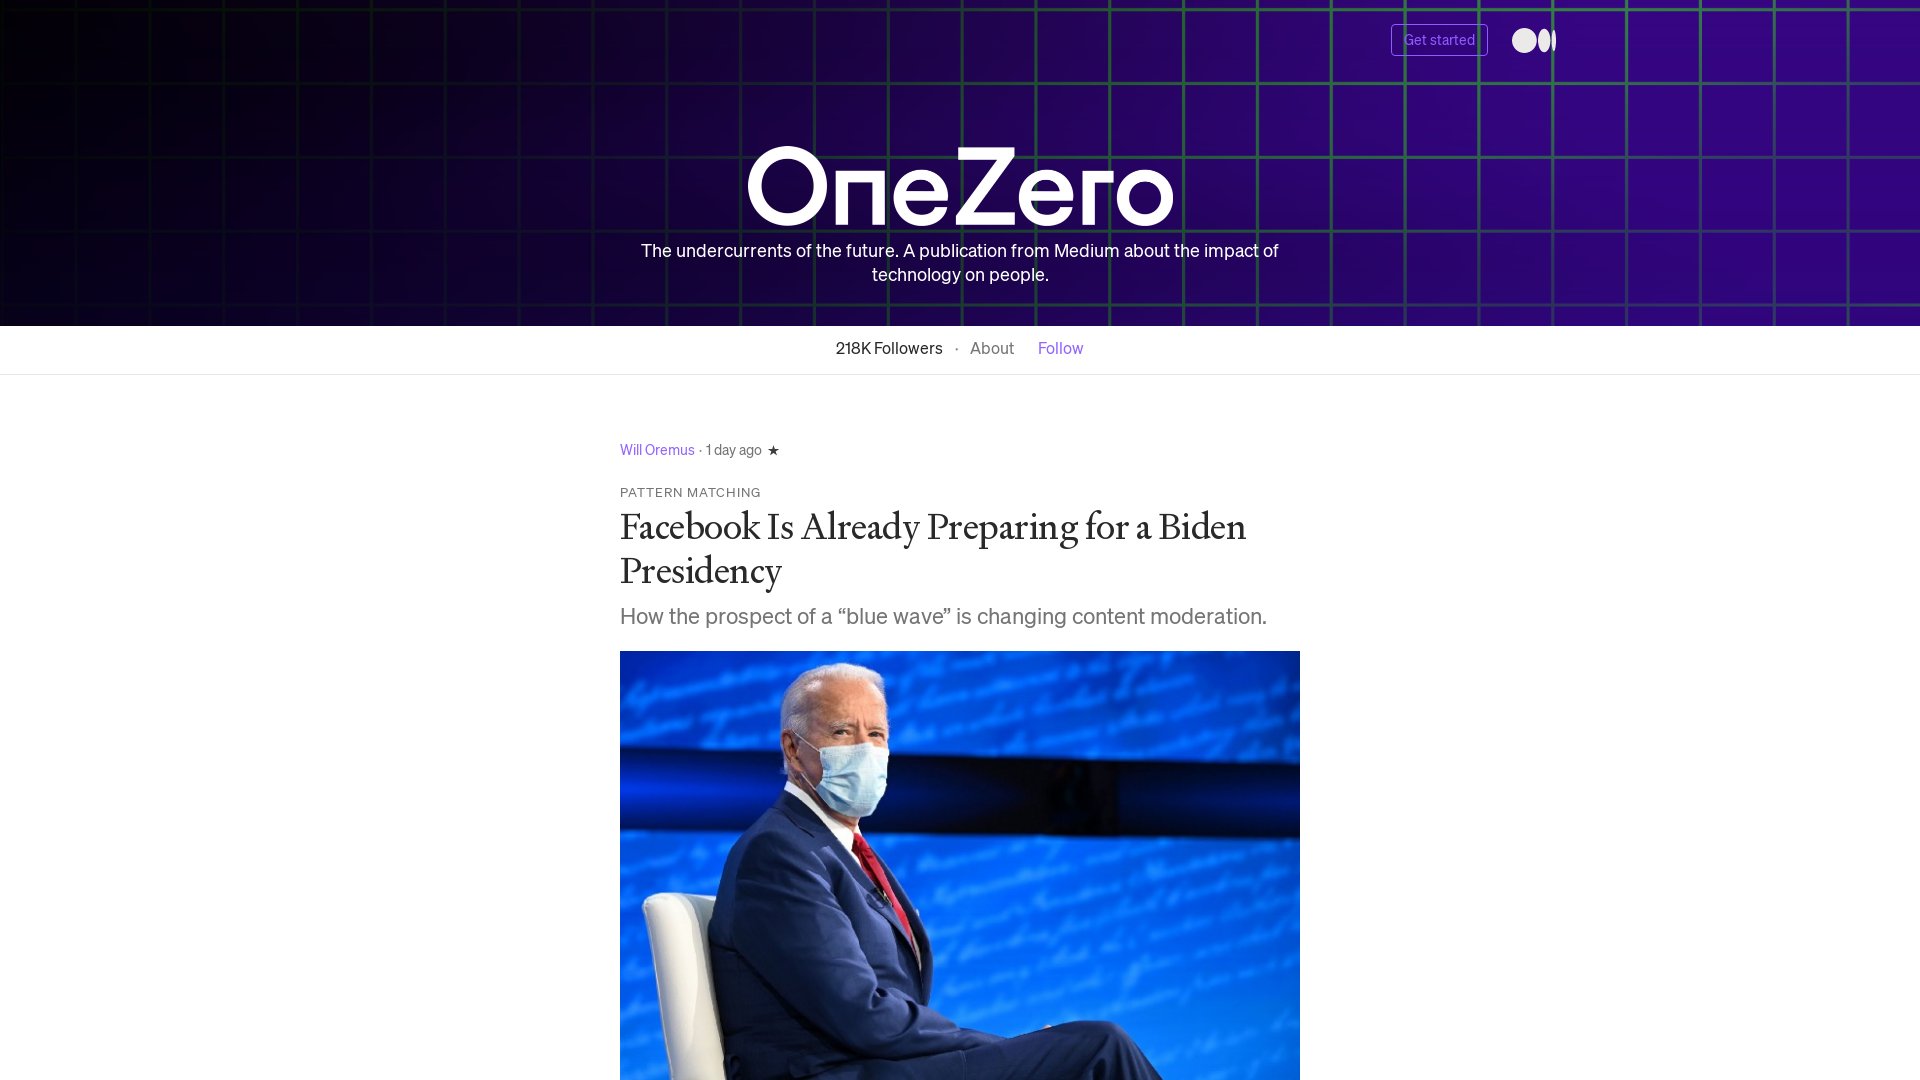 Get started
OneZero
The undercurrents of the future. A publication from Medium about the impact of
technology on people.
218K Followers · About Follow
Will Oremus · 1 day ago ★
PATTERN MATCHING
Facebook Is Already Preparing for a Biden
Presidency
How the prospect of a “blue wave” is changing content moderation.